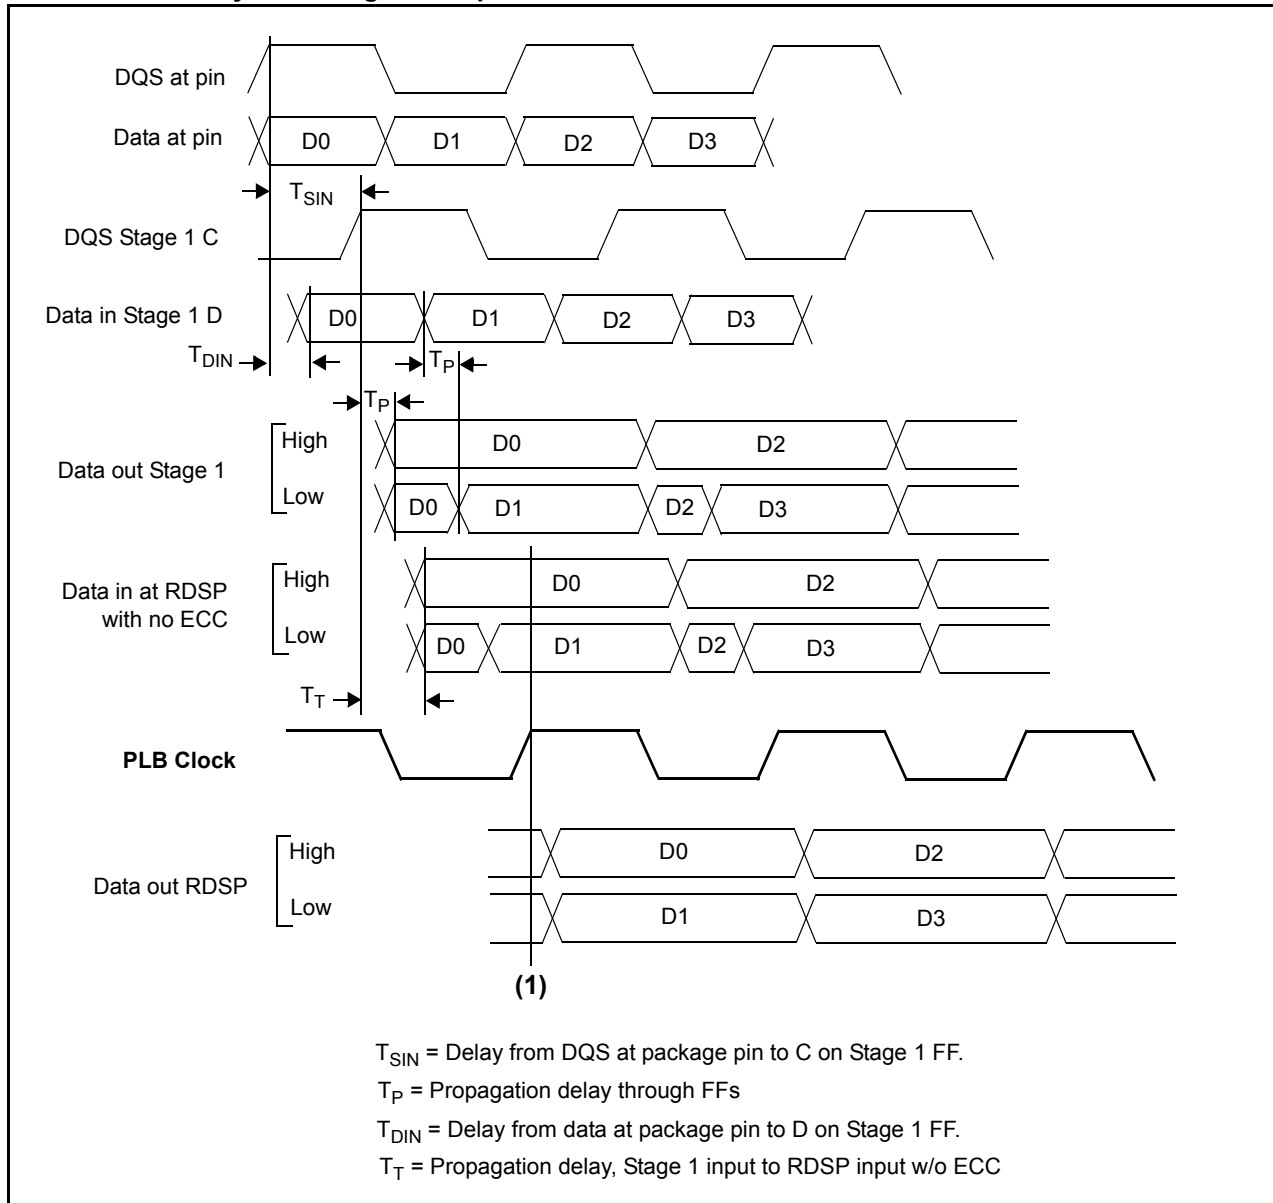 DQS at pin
Data at pin
D0 D1 D2 D3
TSIN
DQS Stage 1 C
Data in Stage 1 D
D0 D1 D2 D3
TDIN
TP
TP
High
D0 D2
Data out Stage 1
Low
D0 D1 D2 D3
High
D0 D2
Data in at RDSP
with no ECC
Low
D0 D1 D2 D3
TT
PLB Clock
High
D0 D2
Data out RDSP
Low
D1 D3
(1)
TSIN = Delay from DQS at package pin to C on Stage 1 FF.
TP = Propagation delay through FFs
TDIN = Delay from data at package pin to D on Stage 1 FF.
TT = Propagation delay, Stage 1 input to RDSP input w/o ECC